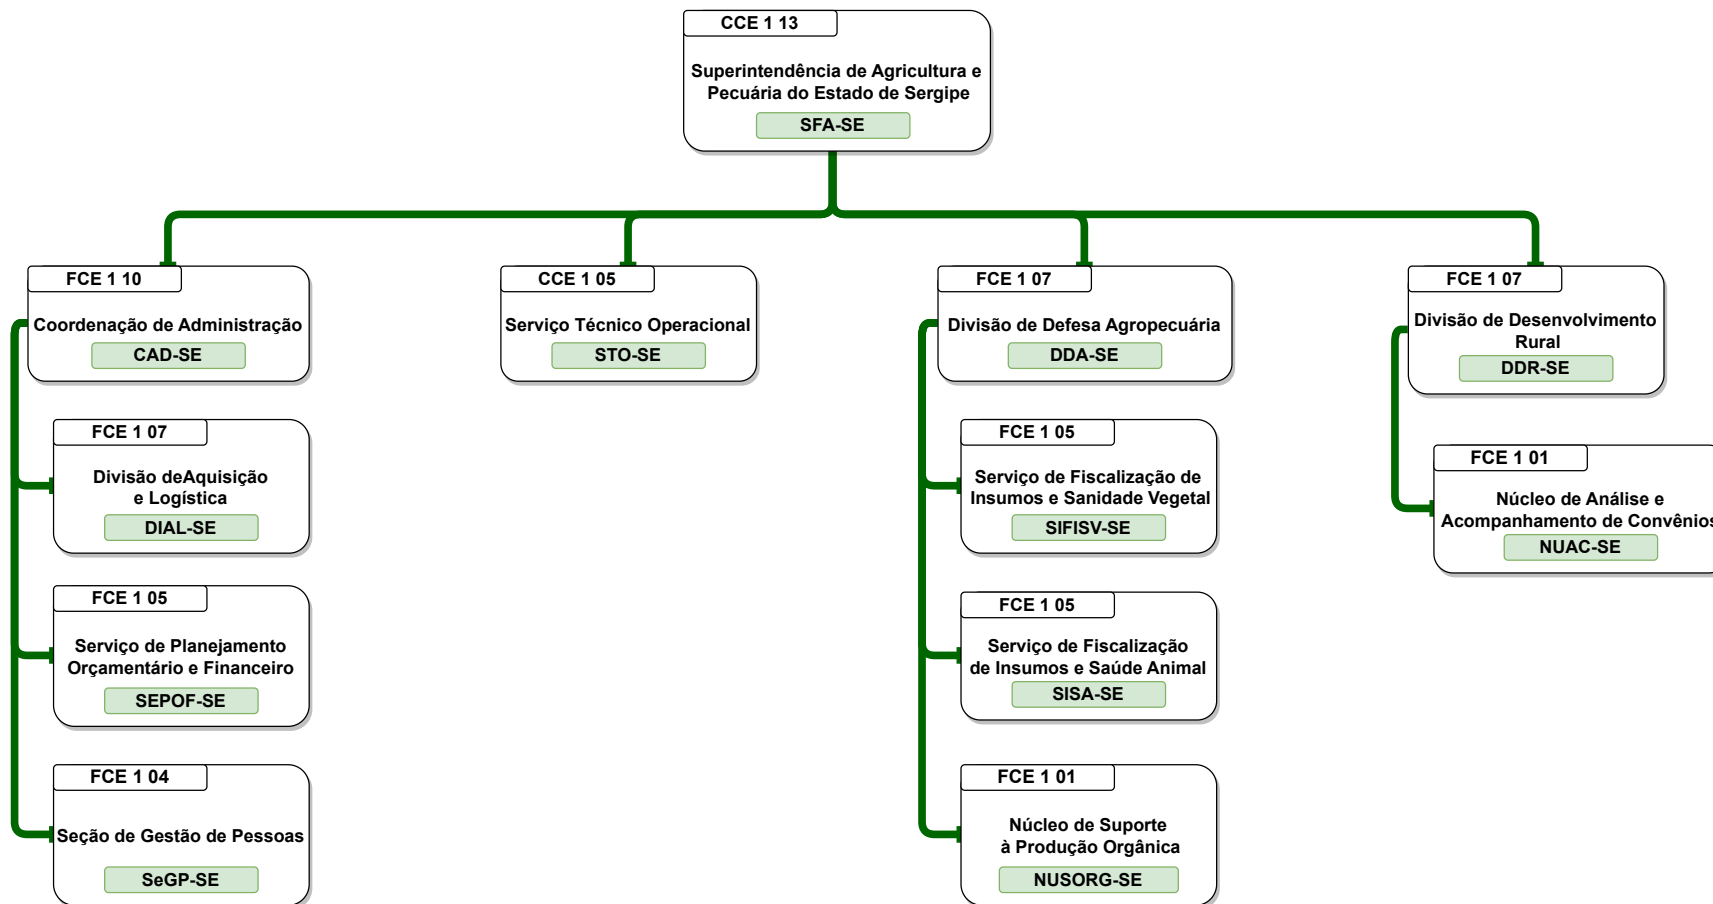 CCE 1 13
Superintendência de Agricultura e
Pecuária do Estado de Sergipe
SFA-SE
FCE 1 10
Coordenação de Administração
CAD-SE
FCE 1 07
Divisão deAquisição
e Logística
DIAL-SE
FCE 1 05
Serviço de Planejamento
Orçamentário e Financeiro
SEPOF-SE
FCE 1 04
Seção de Gestão de Pessoas
SeGP-SE
CCE 1 05
Serviço Técnico Operacional
STO-SE
FCE 1 07
Divisão de Defesa Agropecuária
DDA-SE
FCE 1 05
Serviço de Fiscalização de
Insumos e Sanidade Vegetal
SIFISV-SE
FCE 1 05
Serviço de Fiscalização
de Insumos e Saúde Animal
SISA-SE
FCE 1 01
Núcleo de Suporte
à Produção Orgânica
NUSORG-SE
FCE 1 07
Divisão de Desenvolvimento
Rural
DDR-SE
FCE 1 01
Núcleo de Análise e
Acompanhamento de Convênios
NUAC-SE